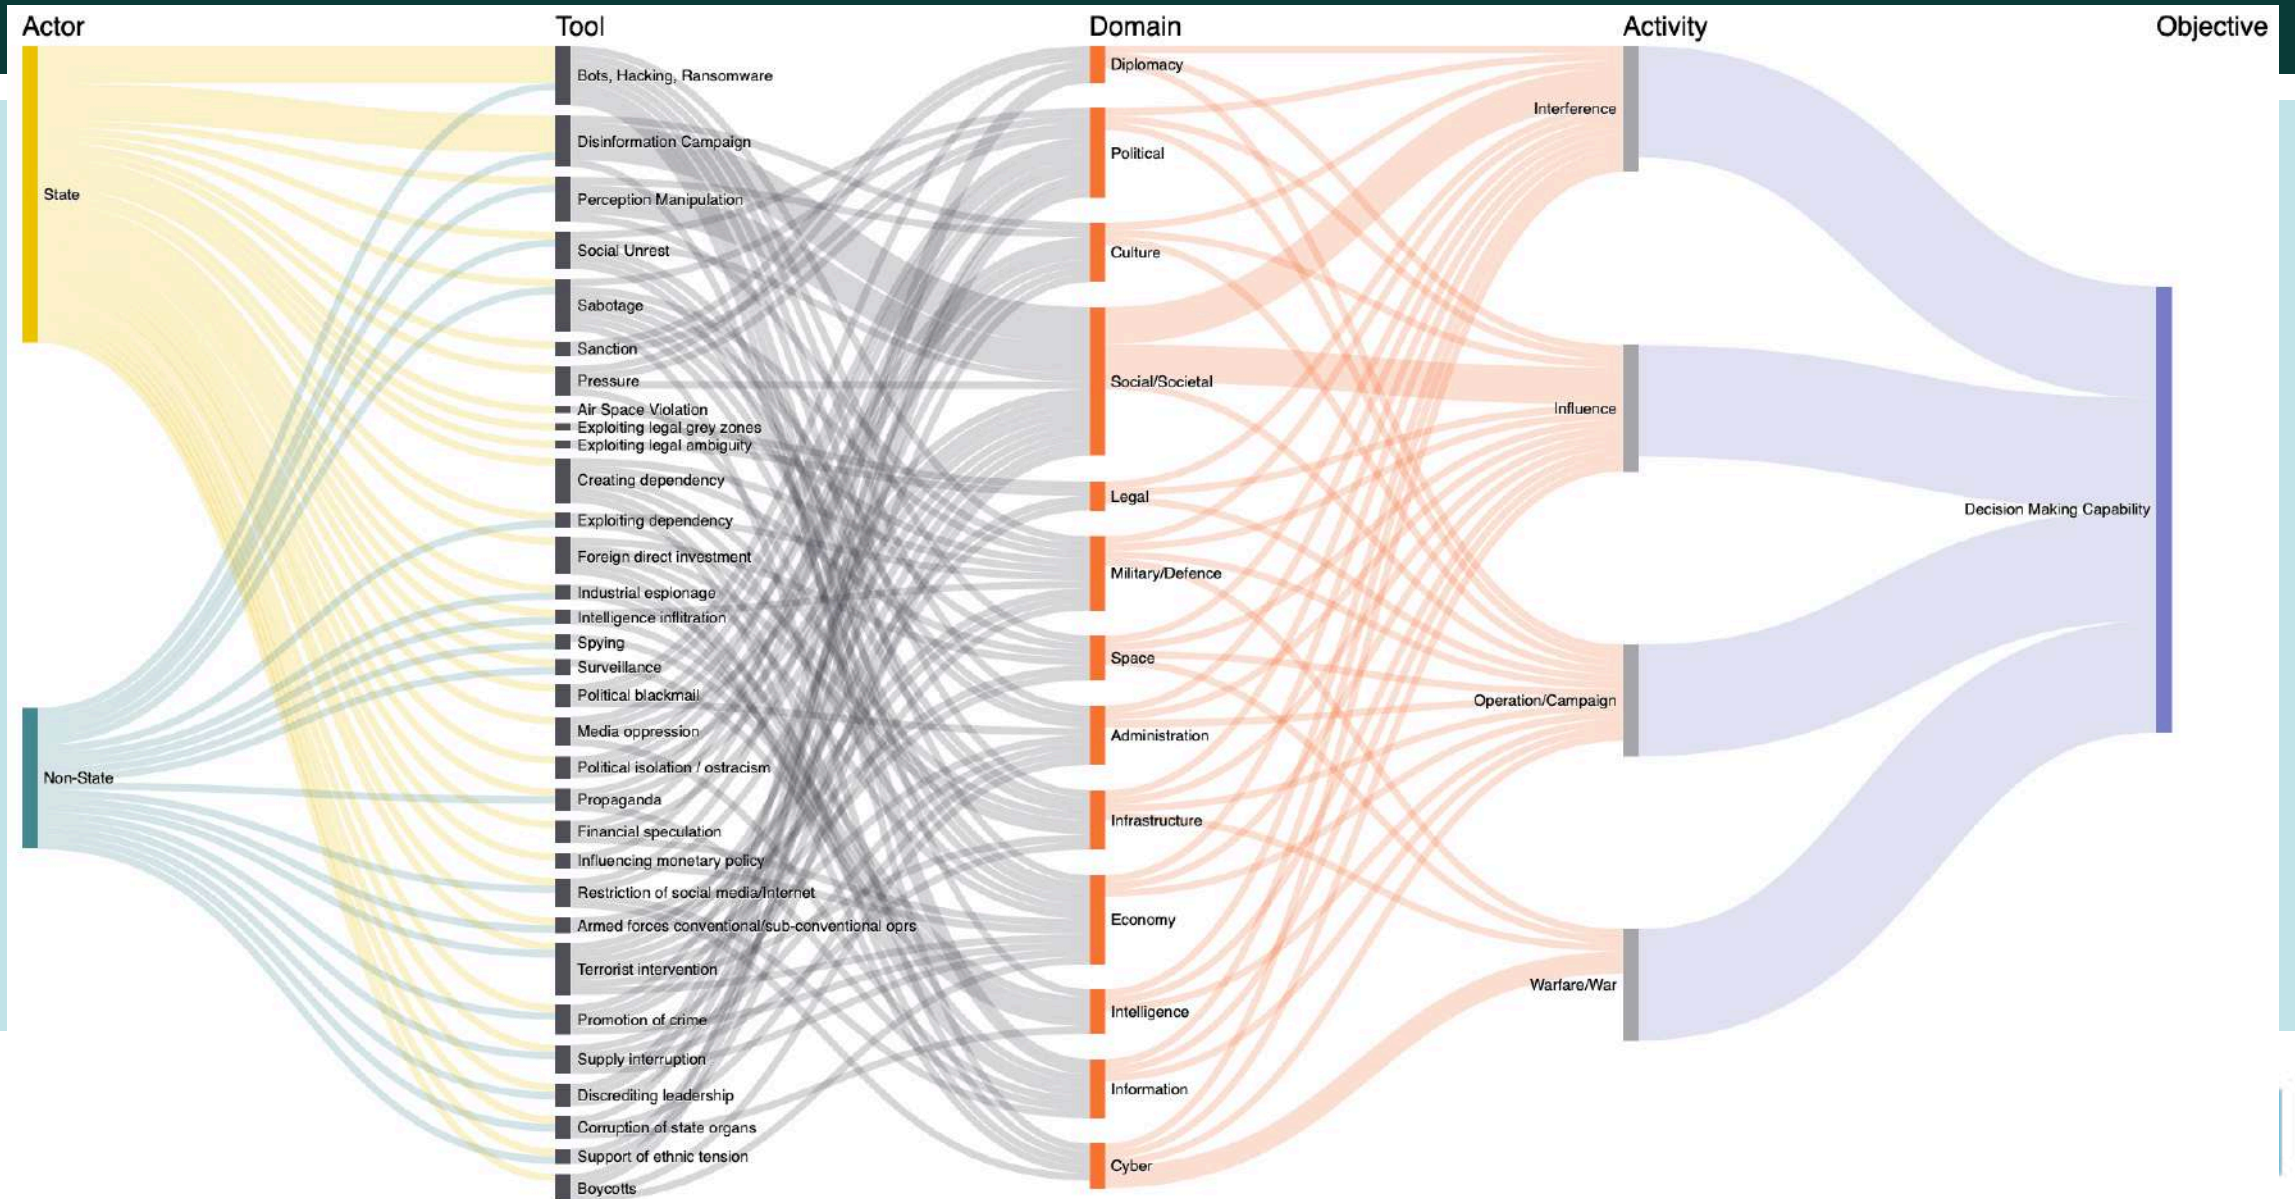 Actor
Tool
Domain
Activity
Objective
State
Non-State
Bots, Hacking, Ransomware
Disinformation Campaign
Perception Manipulation
Social Unrest
Sabotage
Sanction
Pressure
Air Space Violation
Exploiting legal grey zones
Exploiting legal ambiguity
Creating dependency
Exploiting dependency
Foreign direct investment
Industrial espionage
Intelligence inflitration
Spying
Surveillance
Political blackmail
Media oppression
Political isolation / ostracism
Propaganda
Financial speculation
Influencing monetary policy
Restriction of social media/Internet
Armed forces conventional/sub-conventional oprs
Terrorist intervention
Promotion of crime
Supply interruption
Discrediting leadership
Corruption of state organs
Support of ethnic tension
Boycotts
Diplomacy
Political
Culture
Social/Societal
Legal
Military/Defence
Space
Administration
Infrastructure
Economy
Intelligence
Information
Cyber
Interference
Influence
Operation/Campaign
Warfare/War
Decision Making Capability